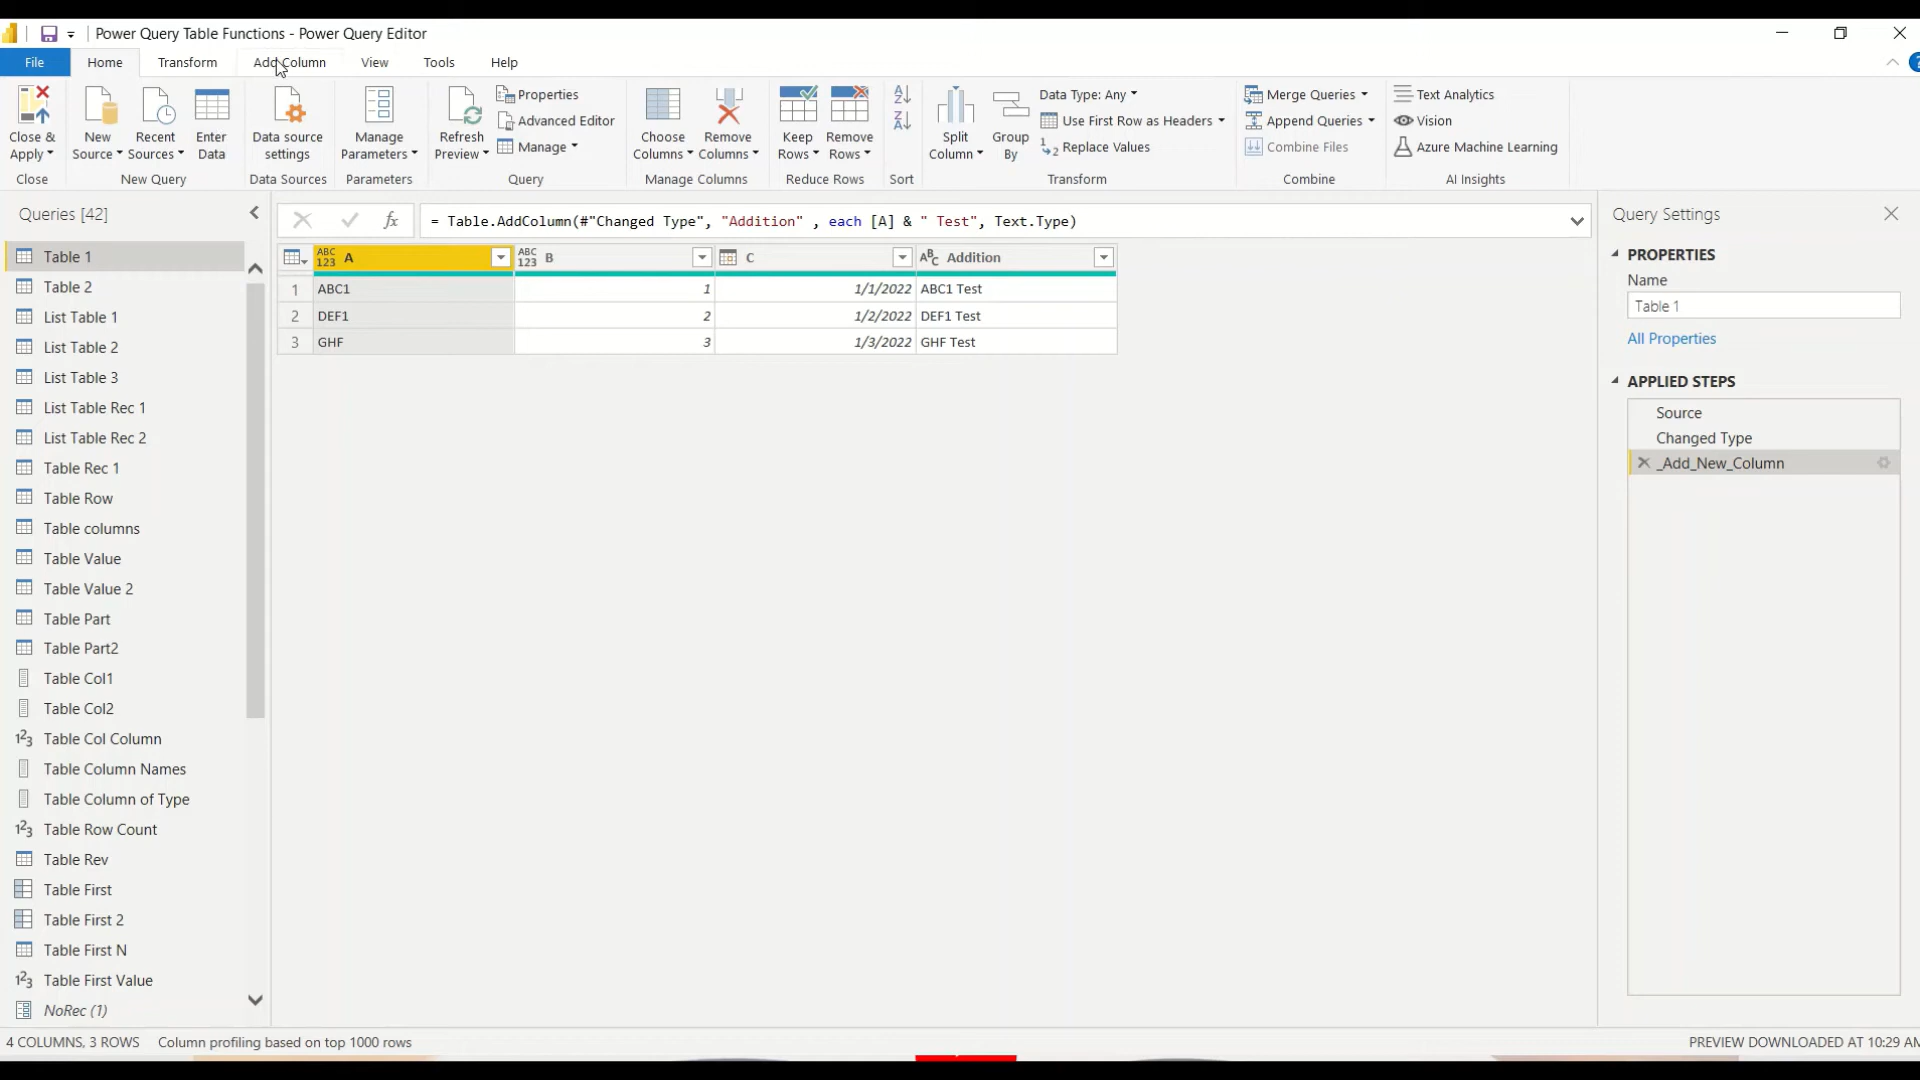 Power Query Table Functions - Power Query Editor
File Home Transform Add Column View Tools Help
Close & Apply
New Source
Recent Sources
Enter Data
Data source settings
Manage Parameters
Refresh Preview
Properties
Advanced Editor
Manage
Choose Columns
Remove Columns
Keep Rows
Remove Rows
Split Column
Group By
Data Type: Any
Use First Row as Headers
Replace Values
Merge Queries
Append Queries
Combine Files
Text Analytics
Vision
Azure Machine Learning
Close New Query Data Sources Parameters Query Manage Columns Reduce Rows Sort Transform Combine AI Insights
Queries [42]
Table 1
Table 2
List Table 1
List Table 2
List Table 3
List Table Rec 1
List Table Rec 2
Table Rec 1
Table Row
Table columns
Table Value
Table Value 2
Table Part
Table Part2
Table Col1
Table Col2
Table Col Column
Table Column Names
Table Column of Type
Table Row Count
Table Rev
Table First
Table First 2
Table First N
Table First Value
NoRec (1)
fx = Table.AddColumn(#"Changed Type", "Addition" , each [A] & " Test", Text.Type)
ABC 123 A ABC 123 B C ABC Addition
1 ABC1 1 1/1/2022 ABC1 Test
2 DEF1 2 1/2/2022 DEF1 Test
3 GHF 3 1/3/2022 GHF Test
Query Settings
PROPERTIES
Name
Table 1
All Properties
APPLIED STEPS
Source
Changed Type
_Add_New_Column
4 COLUMNS, 3 ROWS Column profiling based on top 1000 rows
PREVIEW DOWNLOADED AT 10:29 AM